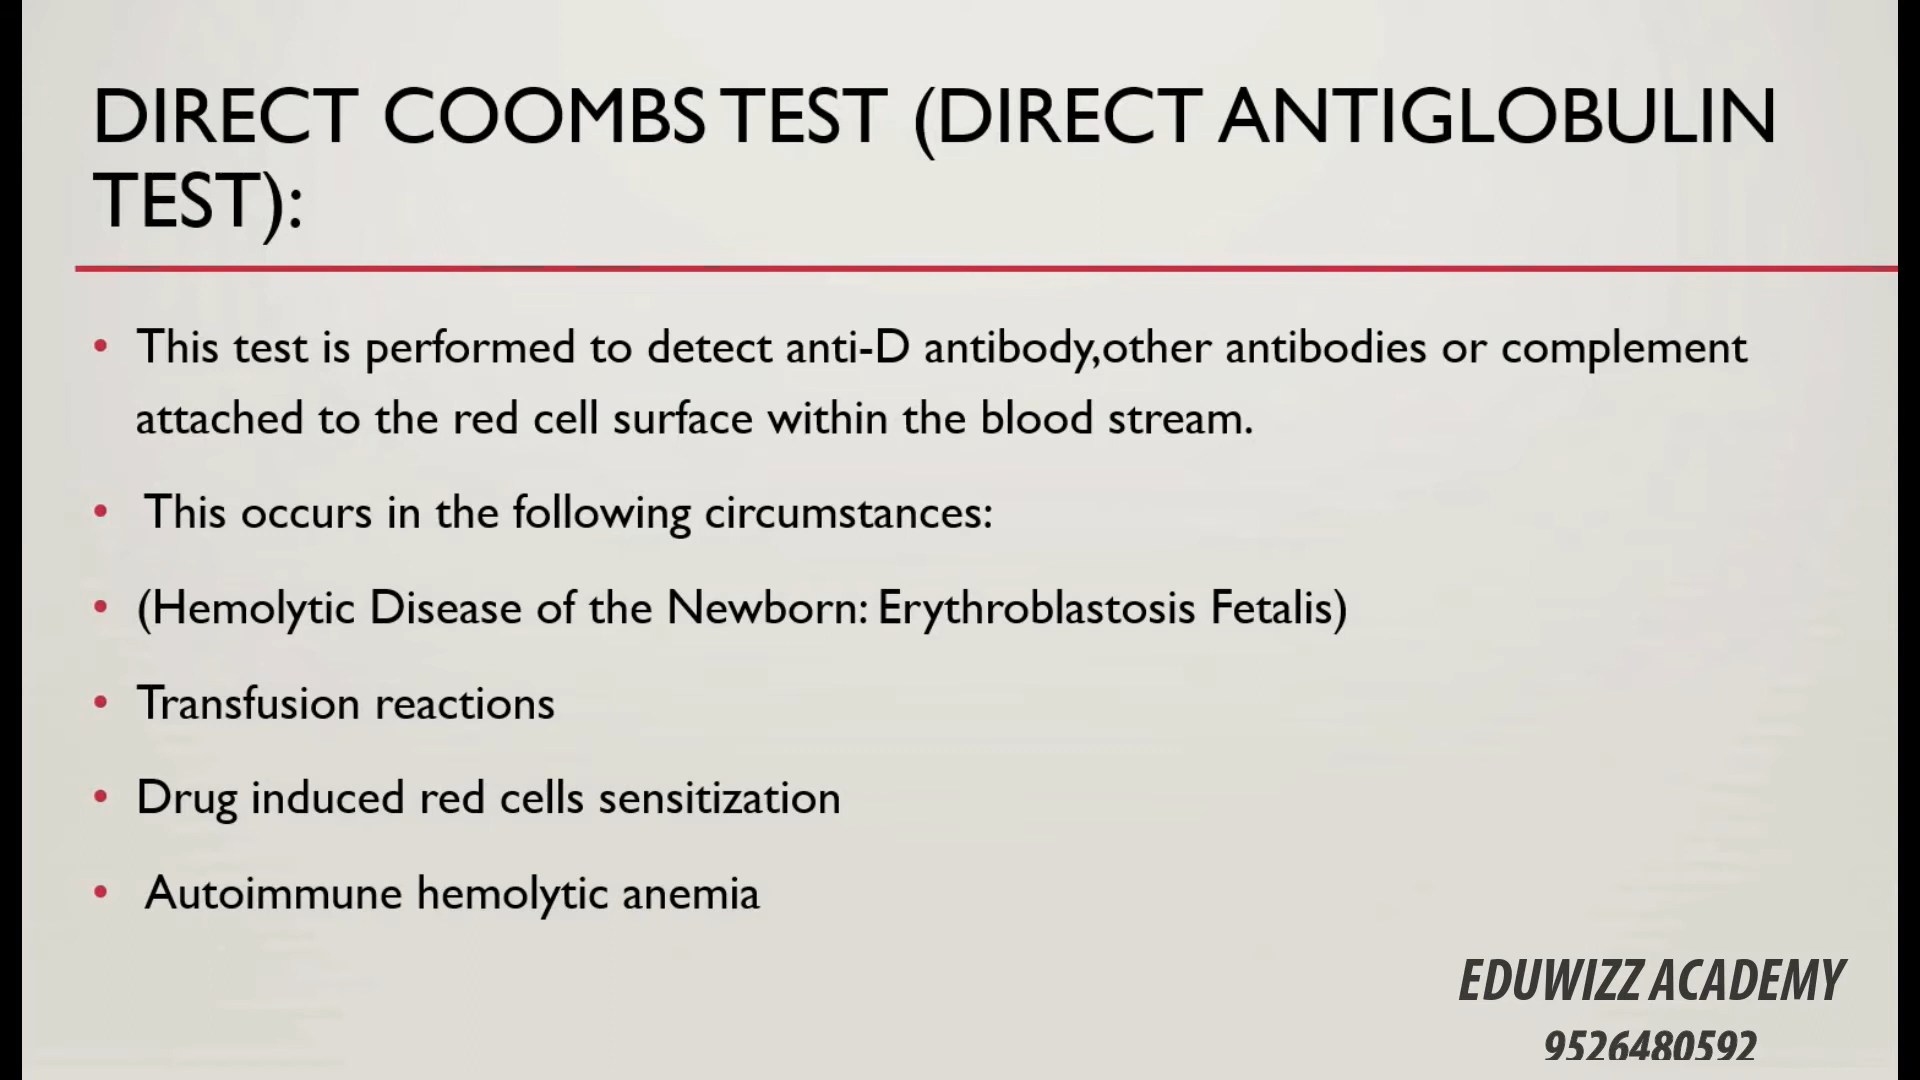 DIRECT COOMBS TEST (DIRECT ANTIGLOBULIN
TEST):
• This test is performed to detect anti-D antibody,other antibodies or complement
attached to the red cell surface within the blood stream.
• This occurs in the following circumstances:
• (Hemolytic Disease of the Newborn: Erythroblastosis Fetalis)
• Transfusion reactions
• Drug induced red cells sensitization
• Autoimmune hemolytic anemia
EDUWIZZ ACADEMY
9526480592